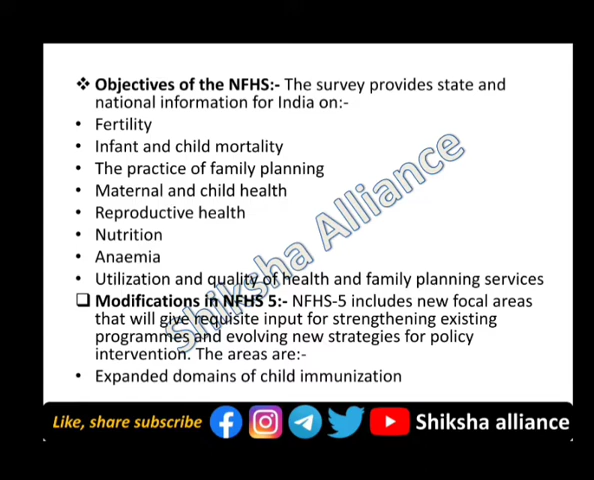 ❖ Objectives of the NFHS:- The survey provides state and
national information for India on:-
• Fertility
• Infant and child mortality
• The practice of family planning
• Maternal and child health
• Reproductive health
• Nutrition
• Anaemia
• Utilization and quality of health and family planning services
❑ Modifications in NFHS 5:- NFHS-5 includes new focal areas
that will give requisite input for strengthening existing
programmes and evolving new strategies for policy
intervention. The areas are:-
• Expanded domains of child immunization
Shiksha Alliance
Like, share subscribe
Shiksha alliance